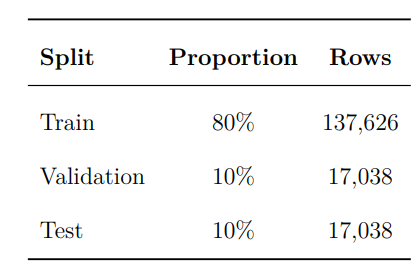 Split Proportion Rows
Train 80% 137,626
Validation 10% 17,038
Test 10% 17,038